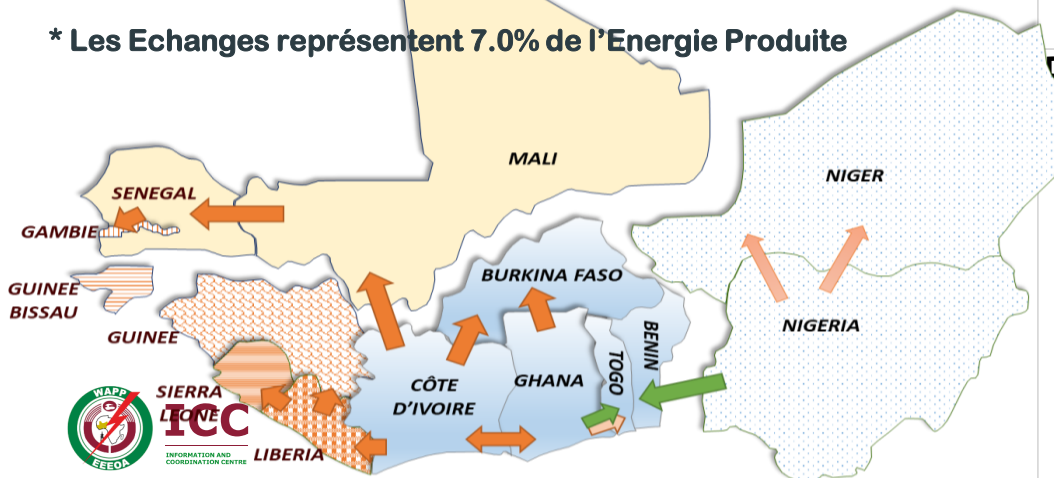 * Les Echanges représentent 7.0% de l'Energie Produite
MALI
NIGER
SENEGAL
GAMBIE
BURKINA FASO
GUINEE
BISSAU
GUINEE
NIGERIA
BENIN
TOGO
GHANA
CÔTE
D'IVOIRE
SIERRA
LEONE
LIBERIA
WAPP
EEEOA
ICC
INFORMATION AND
COORDINATION CENTRE